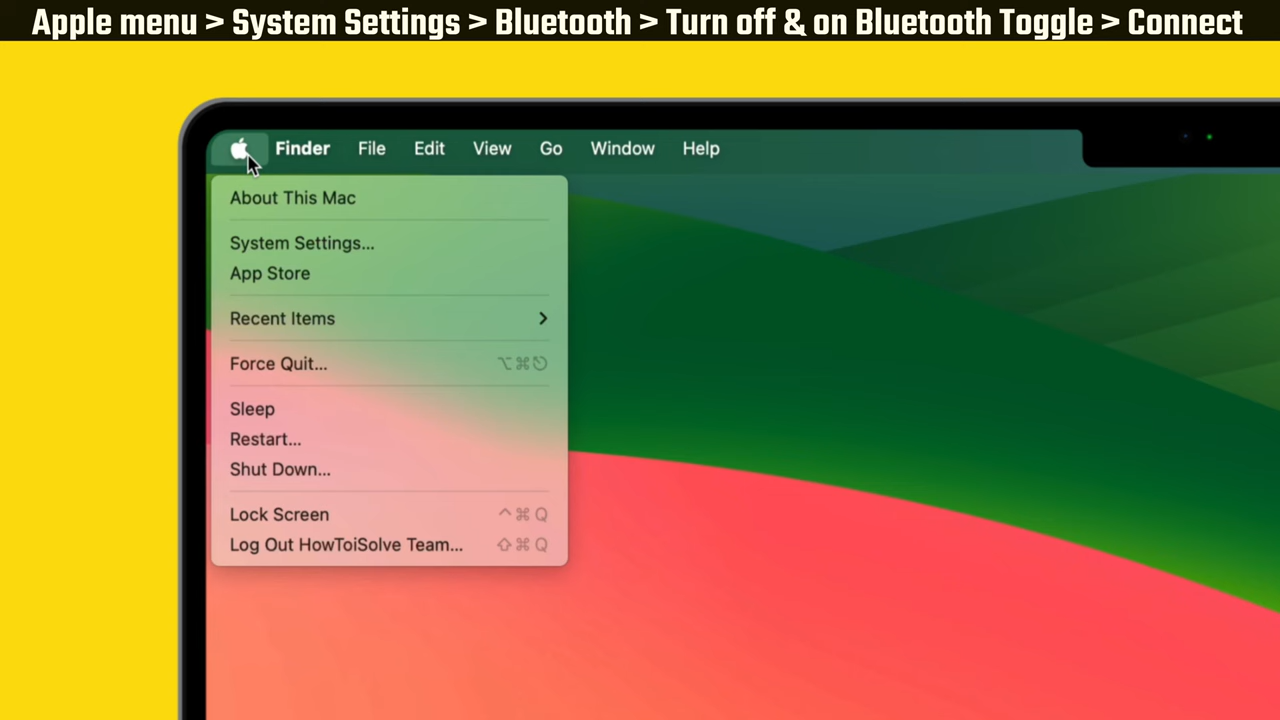 Apple menu > System Settings > Bluetooth > Turn off & on Bluetooth Toggle > Connect
Finder File Edit View Go Window Help
About This Mac
System Settings...
App Store
Recent Items >
Force Quit... ⌥⌘⎋
Sleep
Restart...
Shut Down...
Lock Screen ^⌘Q
Log Out HowToiSolve Team... ⇧⌘Q